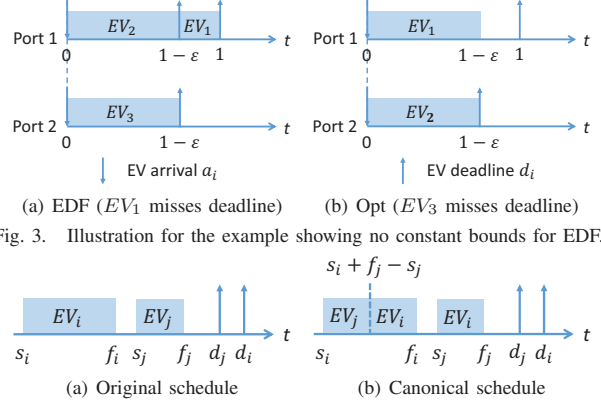 Port 1 EV₂ EV₁ t Port 1 EV₁ t
0 1 − ε 1 0 1 − ε 1
Port 2 EV₃ t Port 2 EV₂ t
0 1 − ε 0 1 − ε
EV arrival aᵢ EV deadline dᵢ
(a) EDF (EV₁ misses deadline) (b) Opt (EV₃ misses deadline)
Fig. 3. Illustration for the example showing no constant bounds for EDF.
sᵢ + fⱼ − sⱼ
EVᵢ EVⱼ t EVⱼ EVᵢ EVᵢ t
sᵢ fᵢ sⱼ fⱼ dⱼ dᵢ sᵢ fᵢ sⱼ fⱼ dⱼ dᵢ
(a) Original schedule (b) Canonical schedule